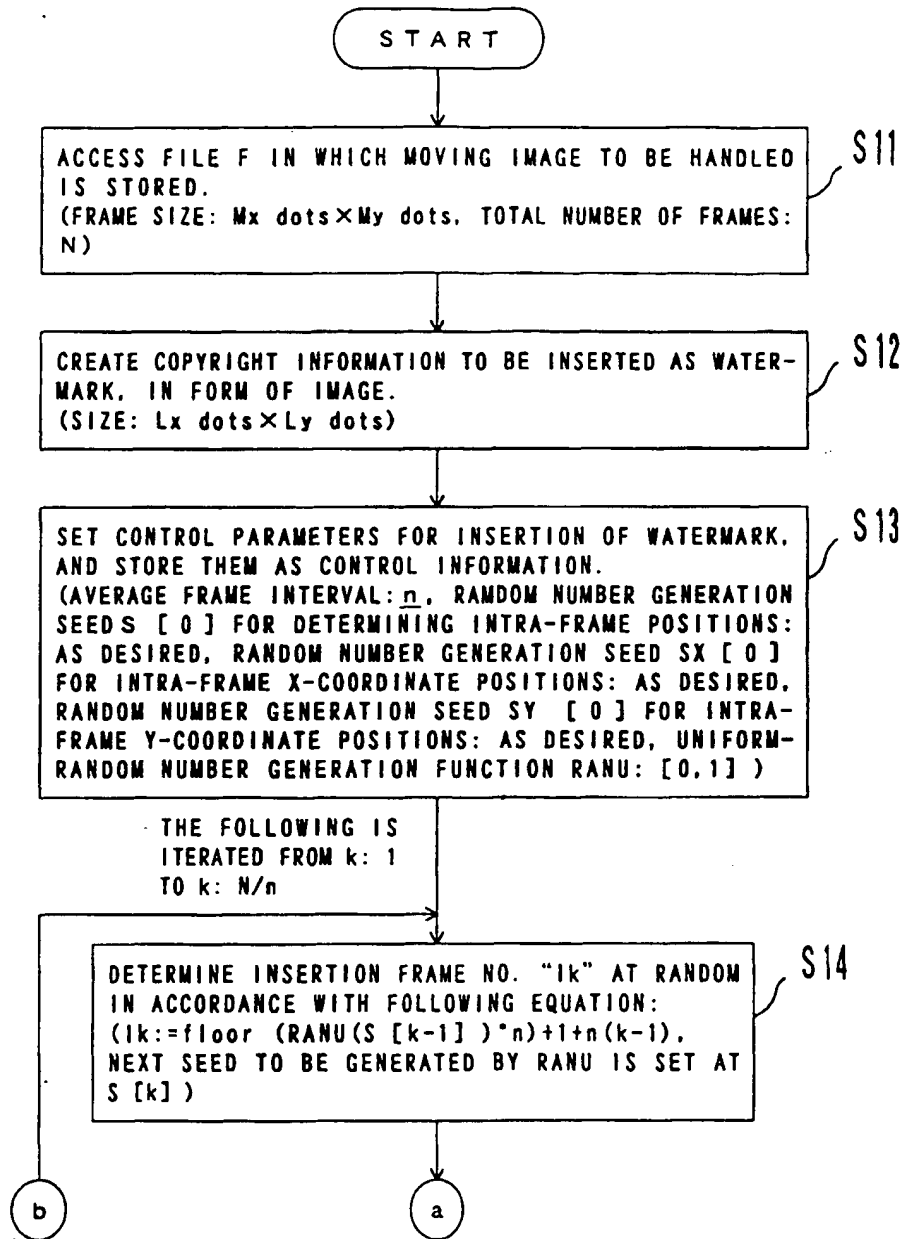 START
ACCESS FILE F IN WHICH MOVING IMAGE TO BE HANDLED
IS STORED.
(FRAME SIZE: Mx dots×My dots, TOTAL NUMBER OF FRAMES:
N)
S11
CREATE COPYRIGHT INFORMATION TO BE INSERTED AS WATER-
MARK, IN FORM OF IMAGE.
(SIZE: Lx dots×Ly dots)
S12
SET CONTROL PARAMETERS FOR INSERTION OF WATERMARK,
AND STORE THEM AS CONTROL INFORMATION.
(AVERAGE FRAME INTERVAL: n, RAMDOM NUMBER GENERATION
SEED S [0] FOR DETERMINING INTRA-FRAME POSITIONS:
AS DESIRED, RANDOM NUMBER GENERATION SEED SX [0]
FOR INTRA-FRAME X-COORDINATE POSITIONS: AS DESIRED,
RANDOM NUMBER GENERATION SEED SY [0] FOR INTRA-
FRAME Y-COORDINATE POSITIONS: AS DESIRED, UNIFORM-
RANDOM NUMBER GENERATION FUNCTION RANU: [0,1] )
S13
THE FOLLOWING IS
ITERATED FROM k: 1
TO k: N/n
DETERMINE INSERTION FRAME NO. "Ik" AT RANDOM
IN ACCORDANCE WITH FOLLOWING EQUATION:
(Ik:=floor (RANU(S [k-1] )*n)+1+n(k-1),
NEXT SEED TO BE GENERATED BY RANU IS SET AT
S [k] )
S14
b
a